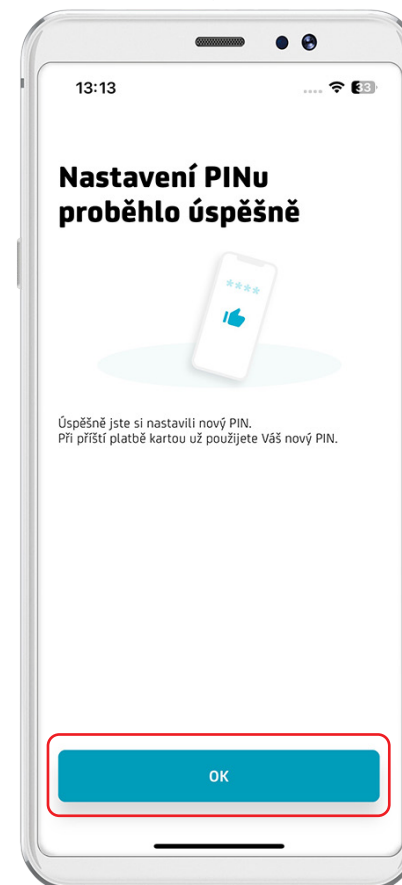 13:13
33
Nastavení PINu
proběhlo úspěšně
****
Úspěšně jste si nastavili nový PIN.
Při příští platbě kartou už použijete Váš nový PIN.
OK